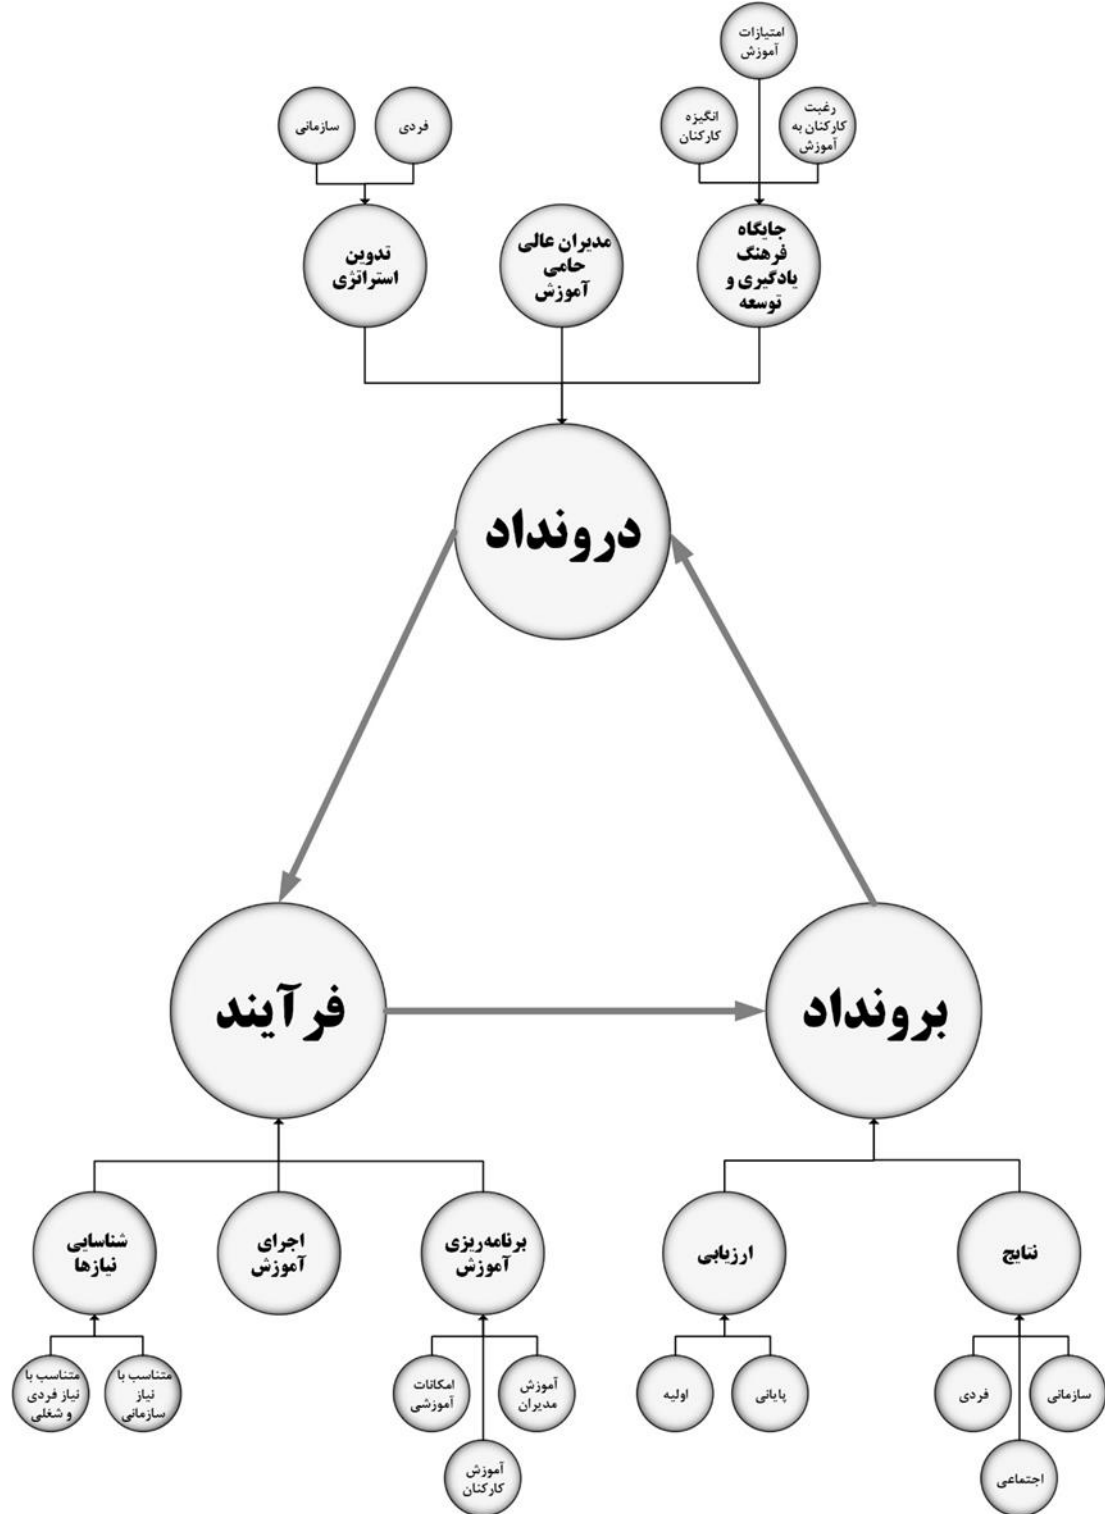 امتیازات
آموزش
رغبت
کارکنان به
آموزش
انگیزه
کارکنان
فردی
سازمانی
جایگاه
فرهنگ
یادگیری و
توسعه
مدیران عالی
حامی
آموزش
تدوین
استراتژی
درونداد
برونداد
فرآیند
نتایج
ارزیابی
برنامه‌ریزی
آموزش
اجرای
آموزش
شناسایی
نیازها
سازمانی
فردی
اجتماعی
پایانی
اولیه
آموزش
مدیران
امکانات
آموزشی
آموزش
کارکنان
متناسب با
نیاز
سازمانی
متناسب با
نیاز فردی
و شغلی